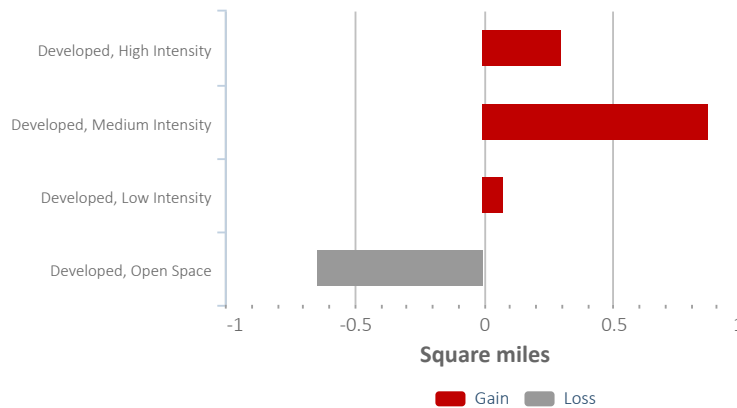 Developed, High Intensity
Developed, Medium Intensity
Developed, Low Intensity
Developed, Open Space
-1 -0.5 0 0.5
Square miles
Gain Loss